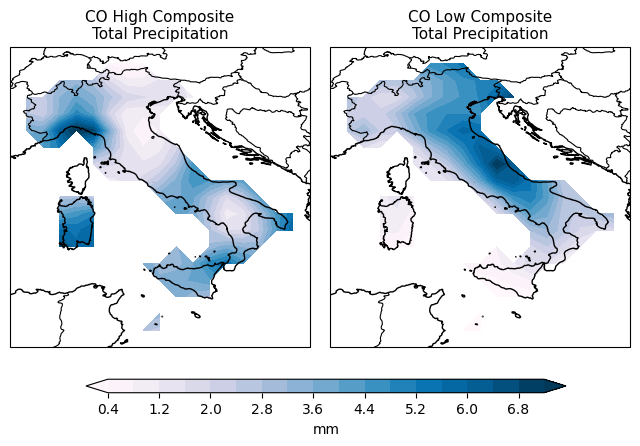 CO High Composite
Total Precipitation
CO Low Composite
Total Precipitation
0.4 1.2 2.0 2.8 3.6 4.4 5.2 6.0 6.8
mm